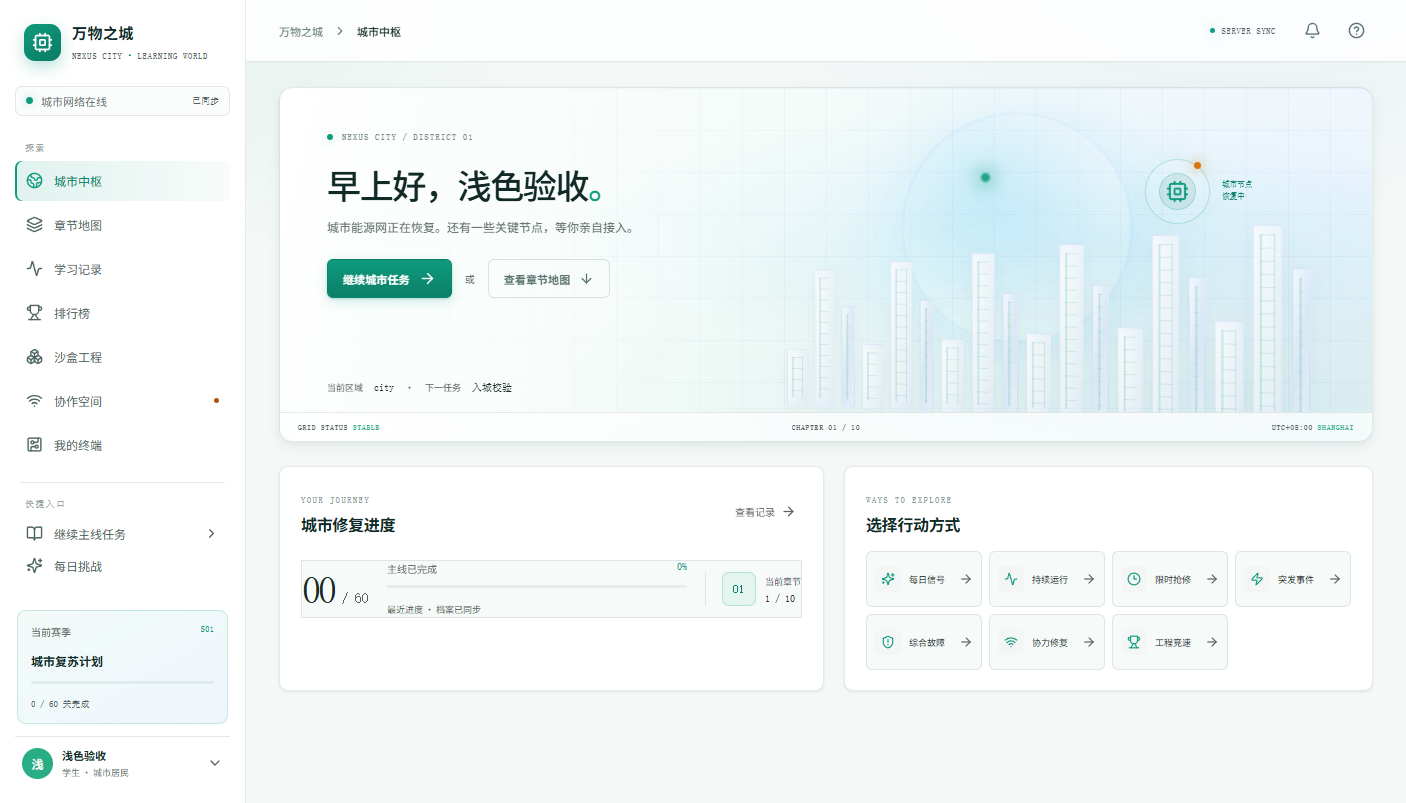 万物之城
NEXUS CITY • LEARNING WORLD
城市网络在线 已同步
探索
城市中枢
章节地图
学习记录
排行榜
沙盒工程
协作空间
我的终端
快捷入口
继续主线任务
每日挑战
当前赛季 S01
城市复苏计划
0 / 60 关完成
浅 浅色验收
学生 • 城市居民
万物之城 > 城市中枢
SERVER SYNC
NEXUS CITY / DISTRICT 01
早上好，浅色验收。
城市能源网正在恢复。还有一些关键节点，等你亲自接入。
继续城市任务 → 或 查看章节地图 ↓
城市节点
恢复中
当前区域 city · 下一任务 入城校验
GRID STATUS STABLE CHAPTER 01 / 10 UTC+08:00 SHANGHAI
YOUR JOURNEY
城市修复进度
查看记录 →
00 / 60
主线已完成 0%
最近进度 • 档案已同步
01
当前章节
1 / 10
WAYS TO EXPLORE
选择行动方式
每日信号 → 持续运行 → 限时抢修 → 突发事件 →
综合故障 → 协力修复 → 工程竞速 →